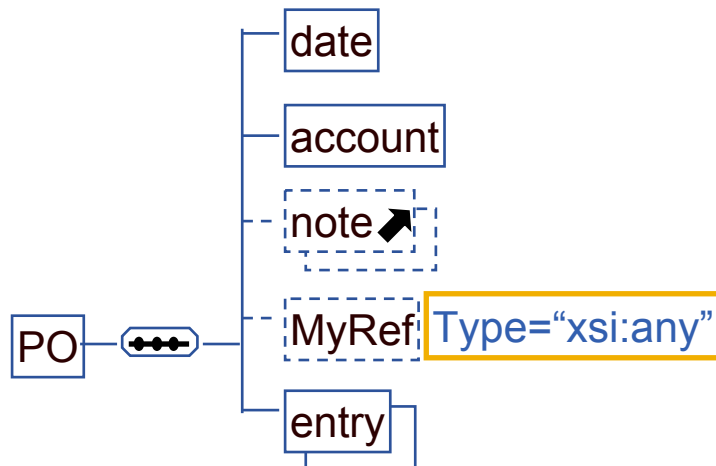 date
account
note
MyRef
Type=“xsi:any”
PO
entry